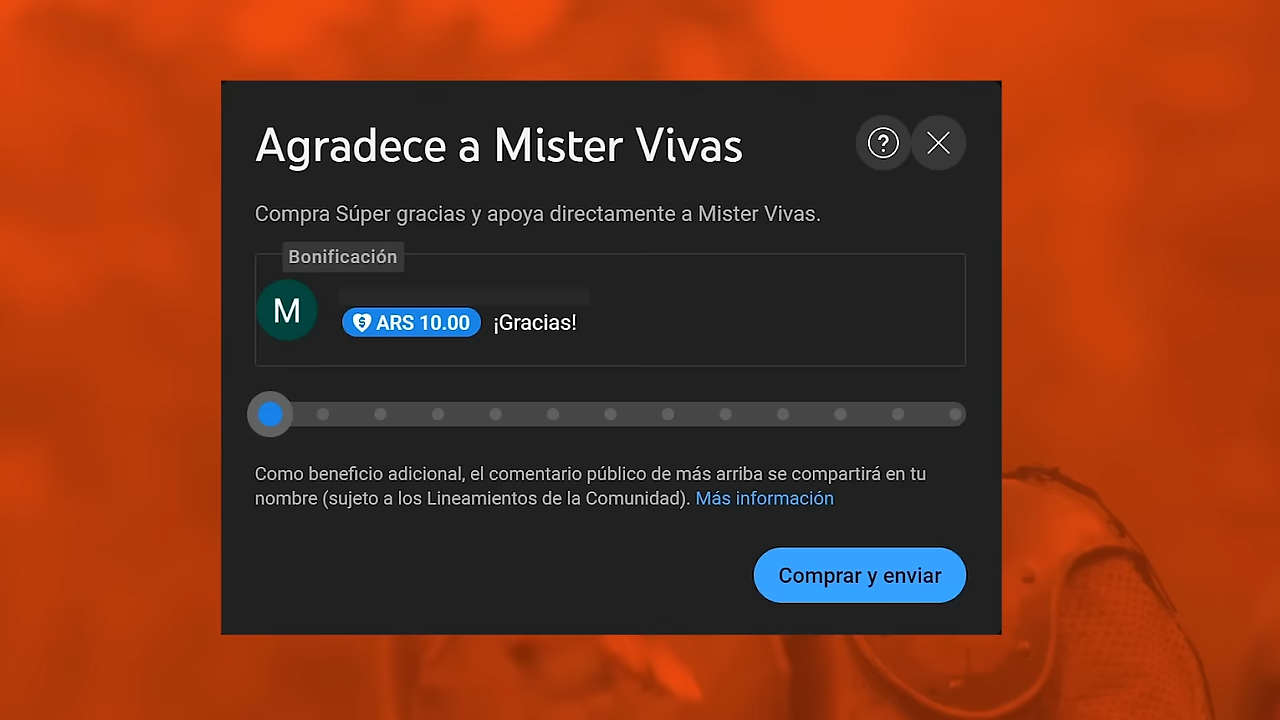 Agradece a Mister Vivas
?
Compra Súper gracias y apoya directamente a Mister Vivas.
Bonificación
M
$ ARS 10.00 ¡Gracias!
Como beneficio adicional, el comentario público de más arriba se compartirá en tu
nombre (sujeto a los Lineamientos de la Comunidad). Más información
Comprar y enviar